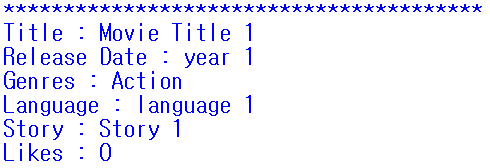 ****************************************
Title : Movie Title 1
Release Date : year 1
Genres : Action
Language : language 1
Story : Story 1
Likes : 0